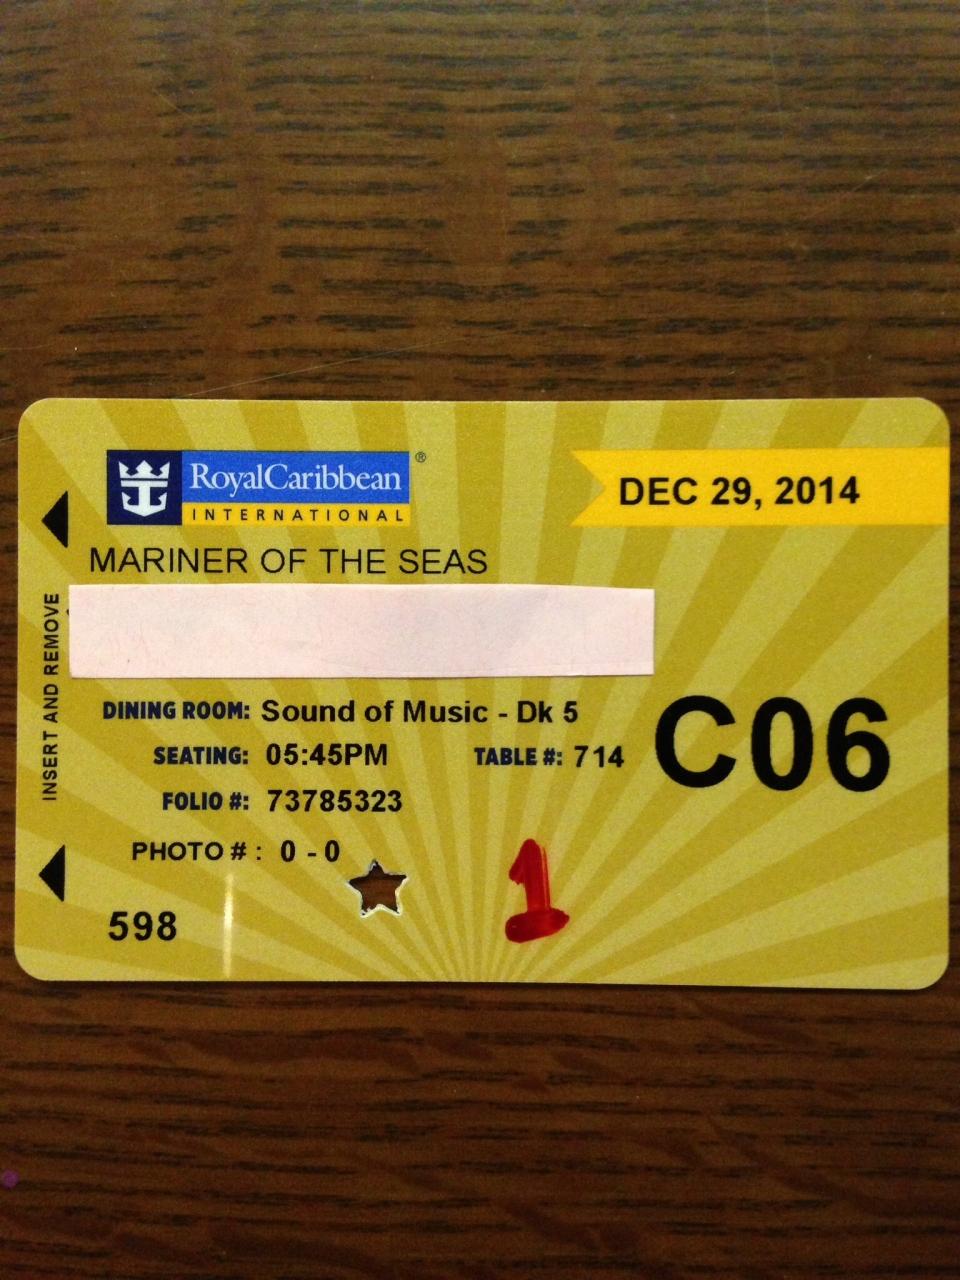 RoyalCaribbean ®
INTERNATIONAL
DEC 29, 2014
MARINER OF THE SEAS
INSERT AND REMOVE
DINING ROOM: Sound of Music - Dk 5
SEATING: 05:45PM TABLE #: 714
C06
FOLIO #: 73785323
PHOTO # : 0 - 0
1
598